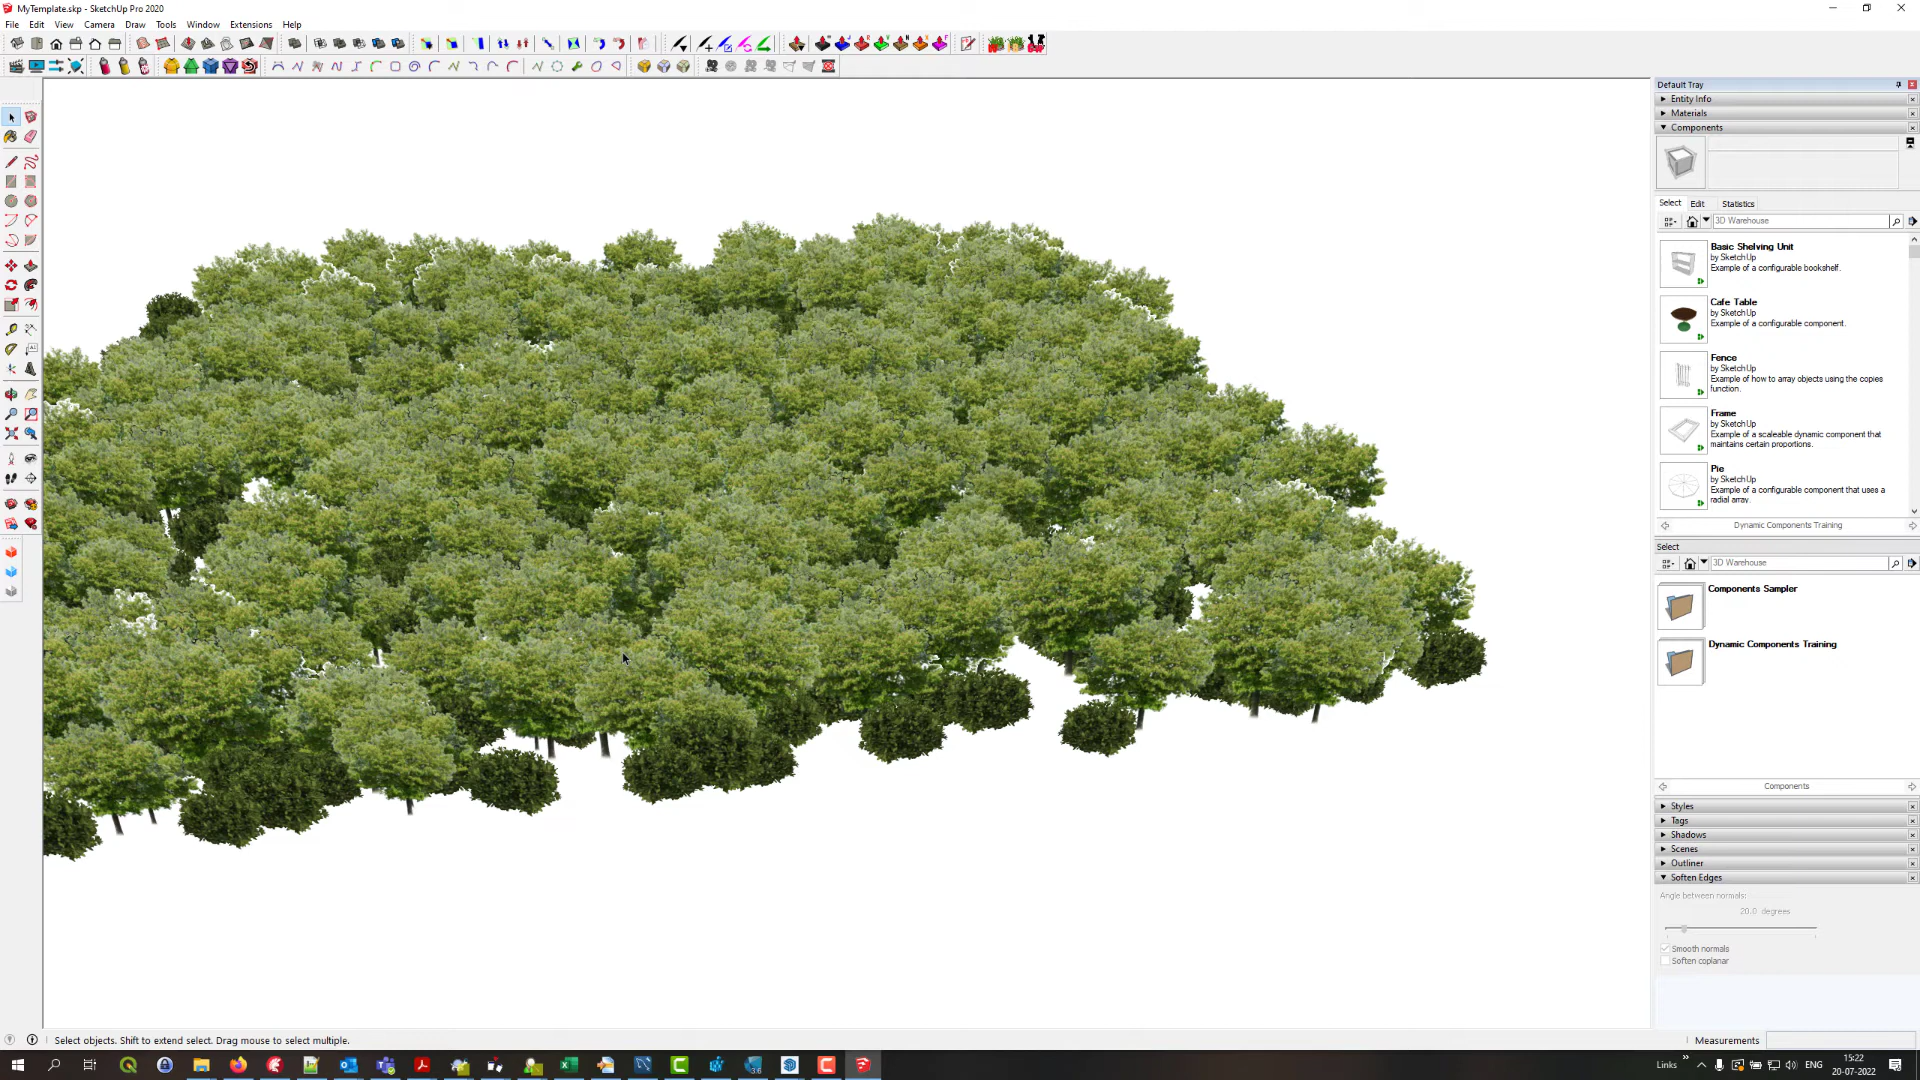 MyTemplate.skp - SketchUp Pro 2020
File Edit View Camera Draw Tools Window Extensions Help
Default Tray
Entity Info
Materials
Components
Select Edit Statistics
3D Warehouse
Basic Shelving Unit
by SketchUp
Example of a configurable bookshelf.
Cafe Table
by SketchUp
Example of a configurable component.
Fence
by SketchUp
Example of how to array objects using the copies
function.
Frame
by SketchUp
Example of a scaleable dynamic component that
maintains certain proportions.
Pie
by SketchUp
Example of a configurable component that uses a
radial array.
Dynamic Components Training
Select
3D Warehouse
Components Sampler
Dynamic Components Training
Components
Styles
Tags
Shadows
Scenes
Outliner
Soften Edges
Angle between normals:
20.0 degrees
Smooth normals
Soften coplanar
Select objects. Shift to extend select. Drag mouse to select multiple.
Measurements
Links
ENG
15:22
20-07-2022